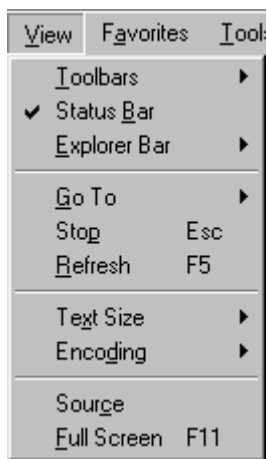 View Favorites Tool
Toolbars
Status Bar
Explorer Bar
Go To
Stop Esc
Refresh F5
Text Size
Encoding
Source
Full Screen F11